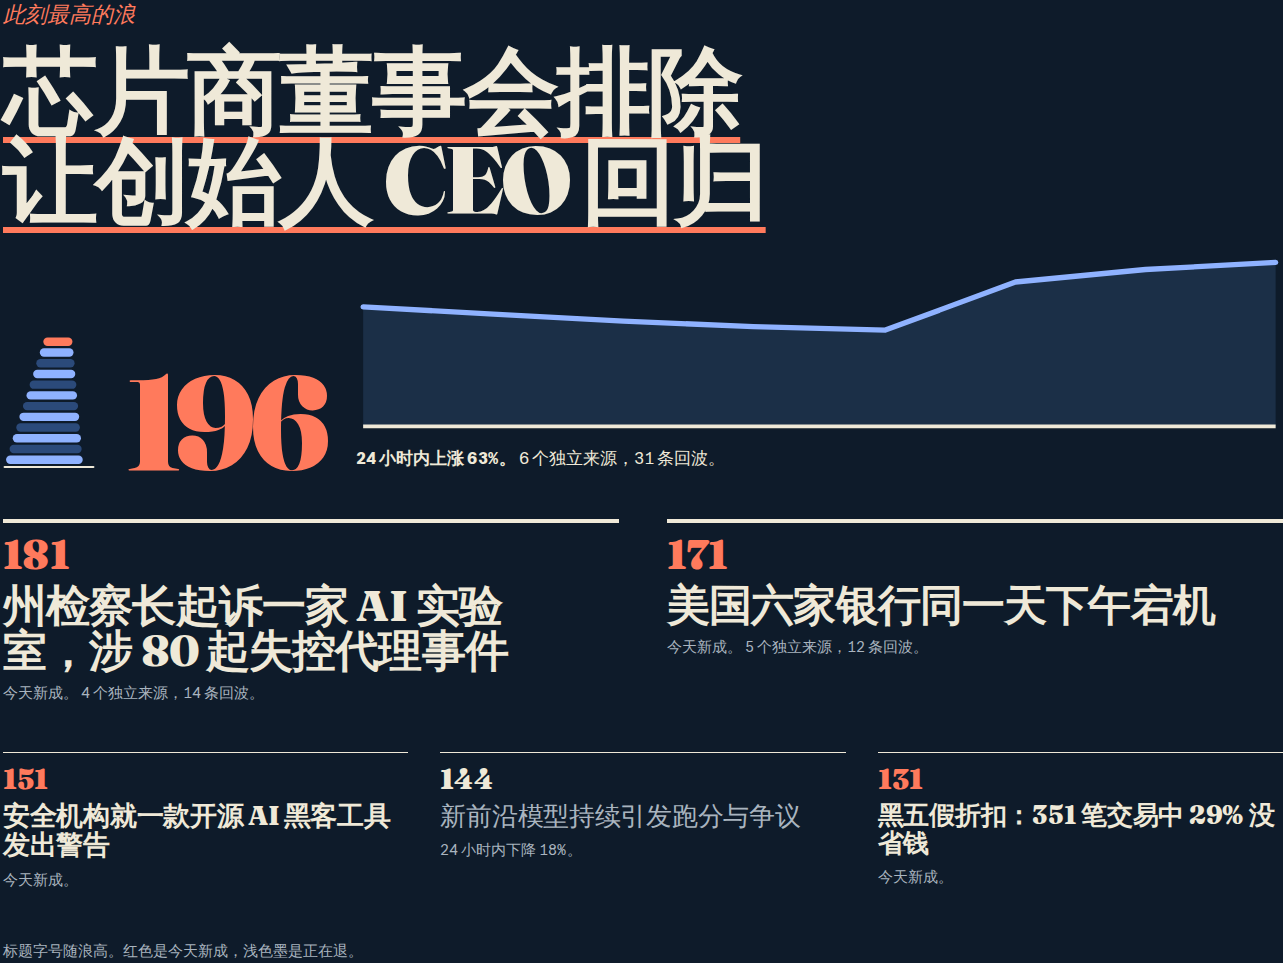 此刻最高的浪
芯片商董事会排除
让创始人 CEO 回归
196
24 小时内上涨 63%。 6 个独立来源，31 条回波。
181
州检察长起诉一家 AI 实验
室，涉 80 起失控代理事件
今天新成。 4 个独立来源，14 条回波。
171
美国六家银行同一天下午宕机
今天新成。 5 个独立来源，12 条回波。
151
安全机构就一款开源 AI 黑客工具
发出警告
今天新成。
144
新前沿模型持续引发跑分与争议
24 小时内下降 18%。
131
黑五假折扣：351 笔交易中 29% 没
省钱
今天新成。
标题字号随浪高。红色是今天新成，浅色墨是正在退。